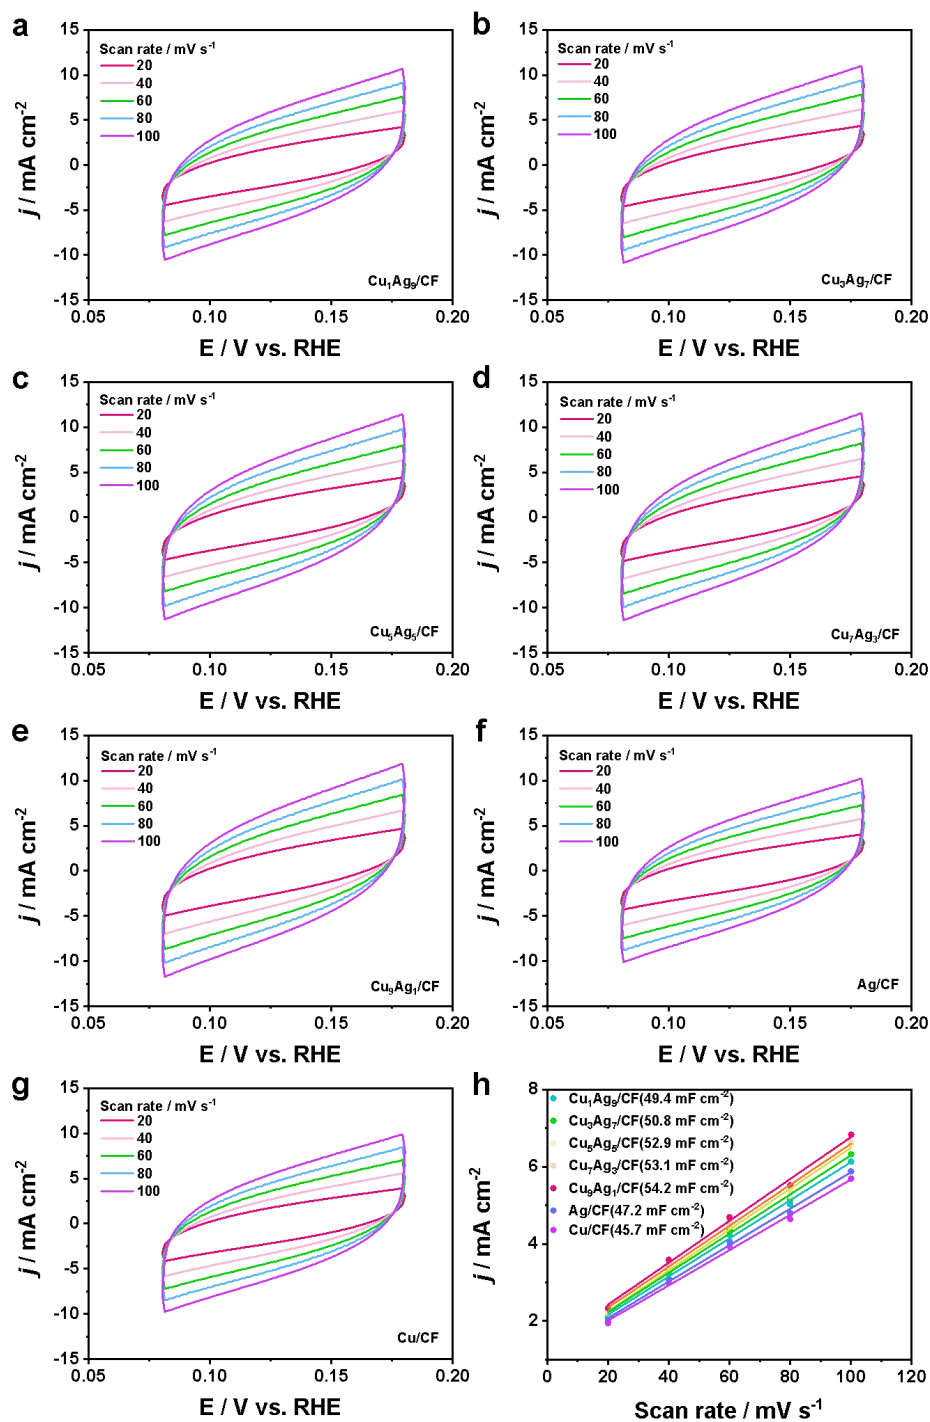 a
15
10
5
0
-5
-10
-15
0.05
0.10
0.15
0.20
j / mA cm⁻²
E / V vs. RHE
Scan rate / mV s⁻¹
20
40
60
80
100
Cu₁Ag₉/CF
b
15
10
5
0
-5
-10
-15
0.05
0.10
0.15
0.20
j / mA cm⁻²
E / V vs. RHE
Scan rate / mV s⁻¹
20
40
60
80
100
Cu₃Ag₇/CF
c
15
10
5
0
-5
-10
-15
0.05
0.10
0.15
0.20
j / mA cm⁻²
E / V vs. RHE
Scan rate / mV s⁻¹
20
40
60
80
100
Cu₅Ag₅/CF
d
15
10
5
0
-5
-10
-15
0.05
0.10
0.15
0.20
j / mA cm⁻²
E / V vs. RHE
Scan rate / mV s⁻¹
20
40
60
80
100
Cu₇Ag₃/CF
e
15
10
5
0
-5
-10
-15
0.05
0.10
0.15
0.20
j / mA cm⁻²
E / V vs. RHE
Scan rate / mV s⁻¹
20
40
60
80
100
Cu₉Ag₁/CF
f
15
10
5
0
-5
-10
-15
0.05
0.10
0.15
0.20
j / mA cm⁻²
E / V vs. RHE
Scan rate / mV s⁻¹
20
40
60
80
100
Ag/CF
g
15
10
5
0
-5
-10
-15
0.05
0.10
0.15
0.20
j / mA cm⁻²
E / V vs. RHE
Scan rate / mV s⁻¹
20
40
60
80
100
Cu/CF
h
8
6
4
2
0
20
40
60
80
100
120
j / mA cm⁻²
Scan rate / mV s⁻¹
Cu₁Ag₉/CF(49.4 mF cm⁻²)
Cu₃Ag₇/CF(50.8 mF cm⁻²)
Cu₅Ag₅/CF(52.9 mF cm⁻²)
Cu₇Ag₃/CF(53.1 mF cm⁻²)
Cu₉Ag₁/CF(54.2 mF cm⁻²)
Ag/CF(47.2 mF cm⁻²)
Cu/CF(45.7 mF cm⁻²)